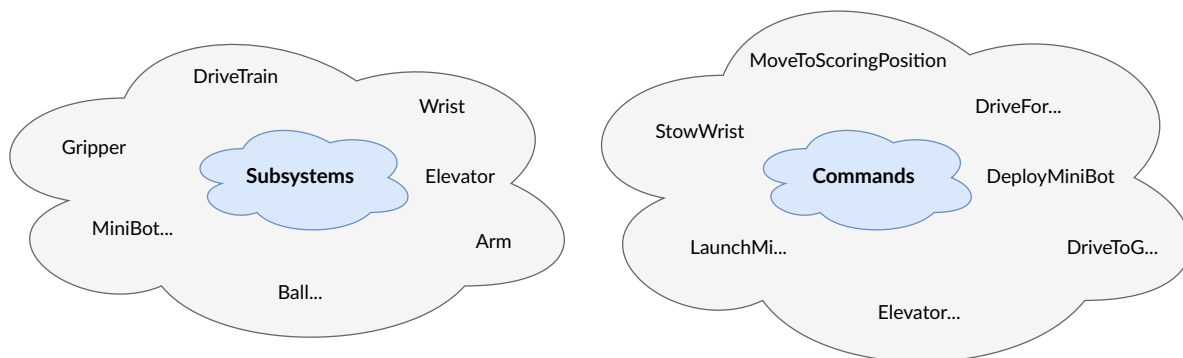 DriveTrain
Wrist
Gripper
Subsystems
Elevator
MiniBot...
Arm
Ball...
MoveToScoringPosition
DriveFor...
StowWrist
Commands
DeployMiniBot
LaunchMi...
DriveToG...
Elevator...